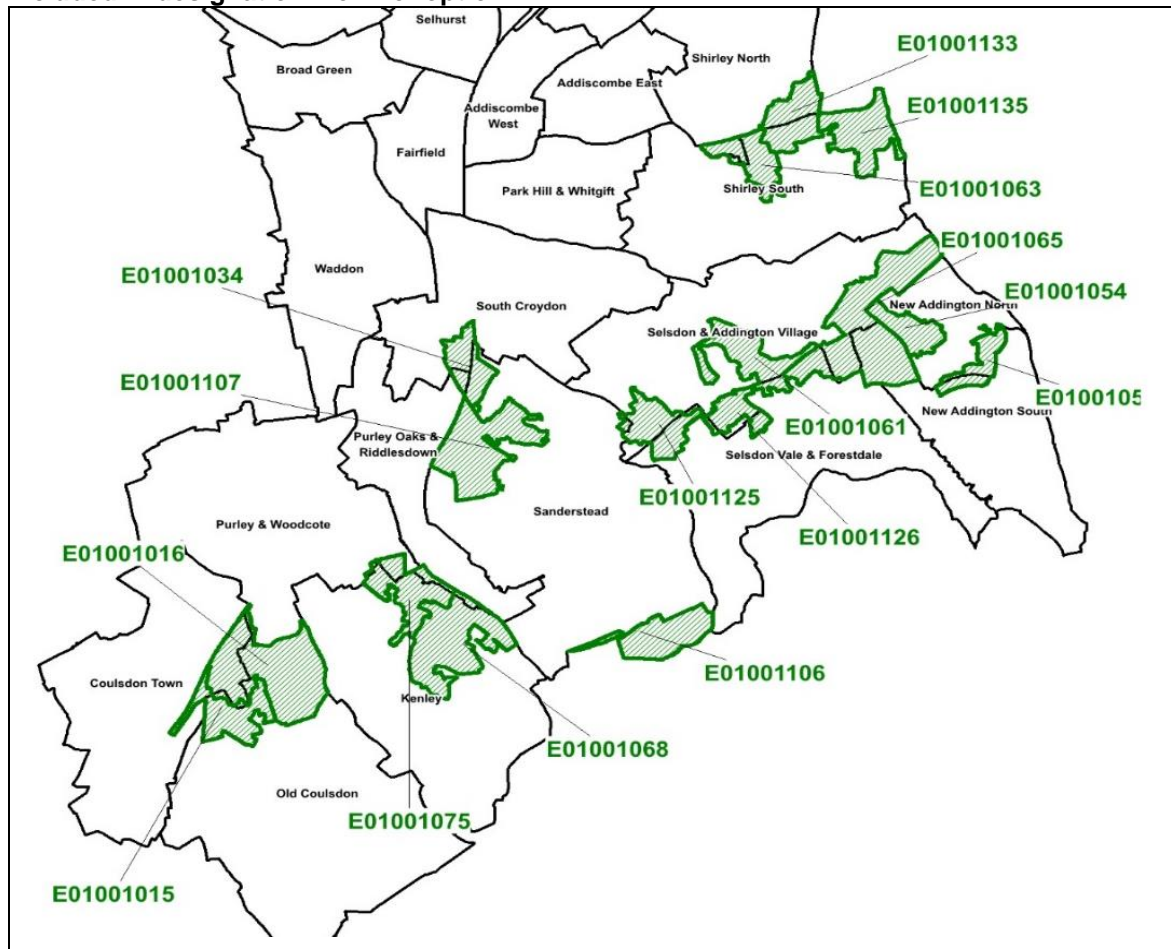 Selhurst
Broad Green
Shirley North
Addiscombe East
Addiscombe
West
Fairfield
Park Hill & Whitgift
Shirley South
E01001133
E01001135
E01001063
Waddon
E01001034
South Croydon
E01001065
New Addington North
E01001054
Selsdon & Addington Village
E01001107
E0100105
New Addington South
E01001061
Purley Oaks &
Riddlesdown
Selsdon Vale & Forestdale
E01001125
Sanderstead
E01001126
Purley & Woodcote
E01001016
Coulsdon Town
E01001106
Kenley
E01001068
Old Coulsdon
E01001075
E01001015